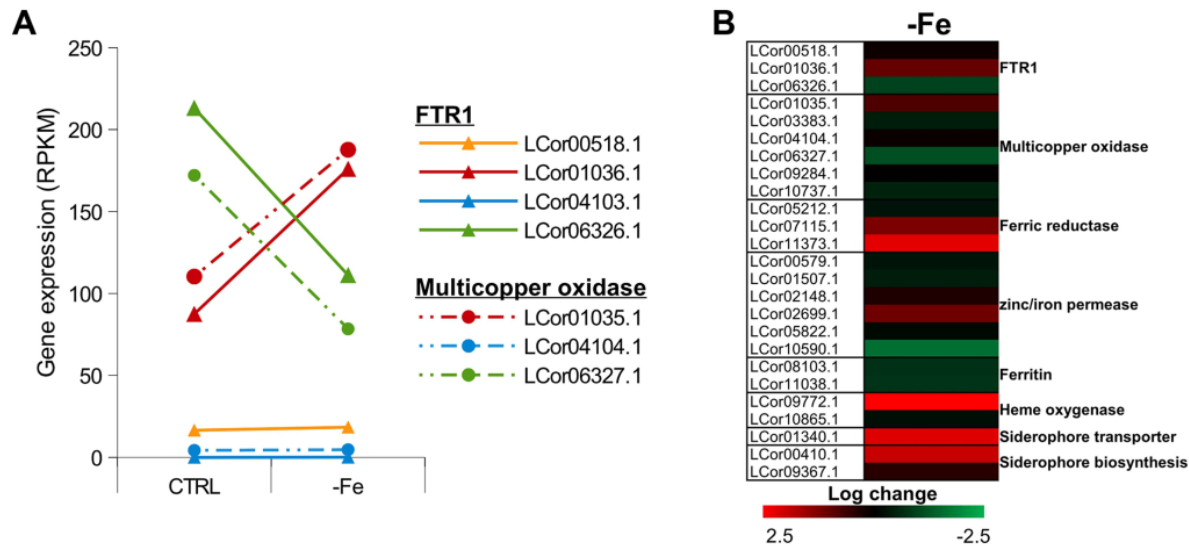 A
250
200
150
100
50
0
Gene expression (RPKM)
CTRL
-Fe
FTR1
LCor00518.1
LCor01036.1
LCor04103.1
LCor06326.1
Multicopper oxidase
LCor01035.1
LCor04104.1
LCor06327.1
B
-Fe
LCor00518.1
LCor01036.1
LCor06326.1
FTR1
LCor01035.1
LCor03383.1
LCor04104.1
LCor06327.1
LCor09284.1
LCor10737.1
Multicopper oxidase
LCor05212.1
LCor07115.1
LCor11373.1
Ferric reductase
LCor00579.1
LCor01507.1
LCor02148.1
LCor02699.1
LCor05822.1
LCor10590.1
zinc/iron permease
LCor08103.1
LCor11038.1
Ferritin
LCor09772.1
LCor10865.1
Heme oxygenase
LCor01340.1
Siderophore transporter
LCor00410.1
LCor09367.1
Siderophore biosynthesis
Log change
2.5
-2.5